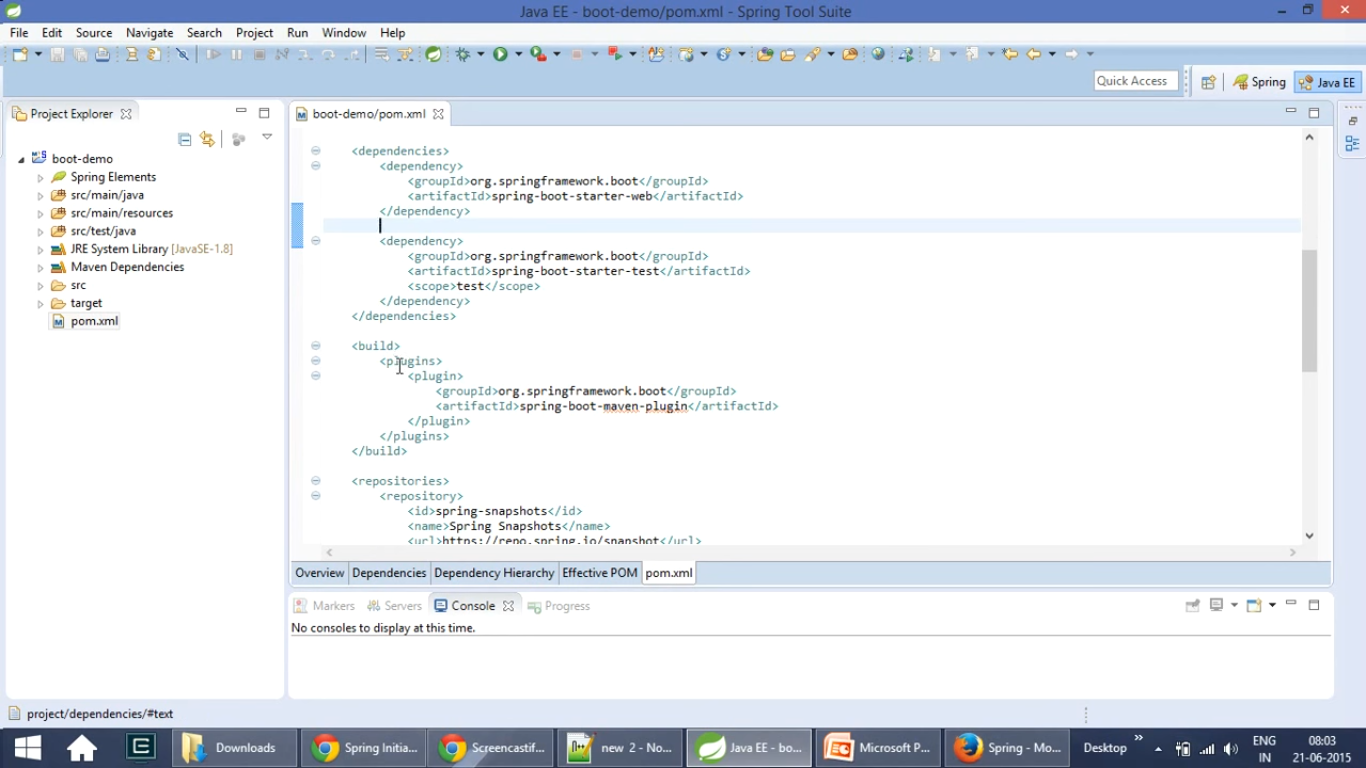 Java EE - boot-demo/pom.xml - Spring Tool Suite
File Edit Source Navigate Search Project Run Window Help
Quick Access Spring Java EE
Project Explorer
boot-demo
Spring Elements
src/main/java
src/main/resources
src/test/java
JRE System Library [JavaSE-1.8]
Maven Dependencies
src
target
pom.xml
boot-demo/pom.xml
<dependencies>
<dependency>
<groupId>org.springframework.boot</groupId>
<artifactId>spring-boot-starter-web</artifactId>
</dependency>
<dependency>
<groupId>org.springframework.boot</groupId>
<artifactId>spring-boot-starter-test</artifactId>
<scope>test</scope>
</dependency>
</dependencies>
<build>
<plugins>
<plugin>
<groupId>org.springframework.boot</groupId>
<artifactId>spring-boot-maven-plugin</artifactId>
</plugin>
</plugins>
</build>
<repositories>
<repository>
<id>spring-snapshots</id>
<name>Spring Snapshots</name>
<url>https://repo.spring.io/snapshot</url>
Overview Dependencies Dependency Hierarchy Effective POM pom.xml
Markers Servers Console Progress
No consoles to display at this time.
project/dependencies/#text
Downloads Spring Initia... Screencastif... new 2 - No... Java EE - bo... Microsoft P... Spring - Mo... Desktop
ENG
IN
08:03
21-06-2015